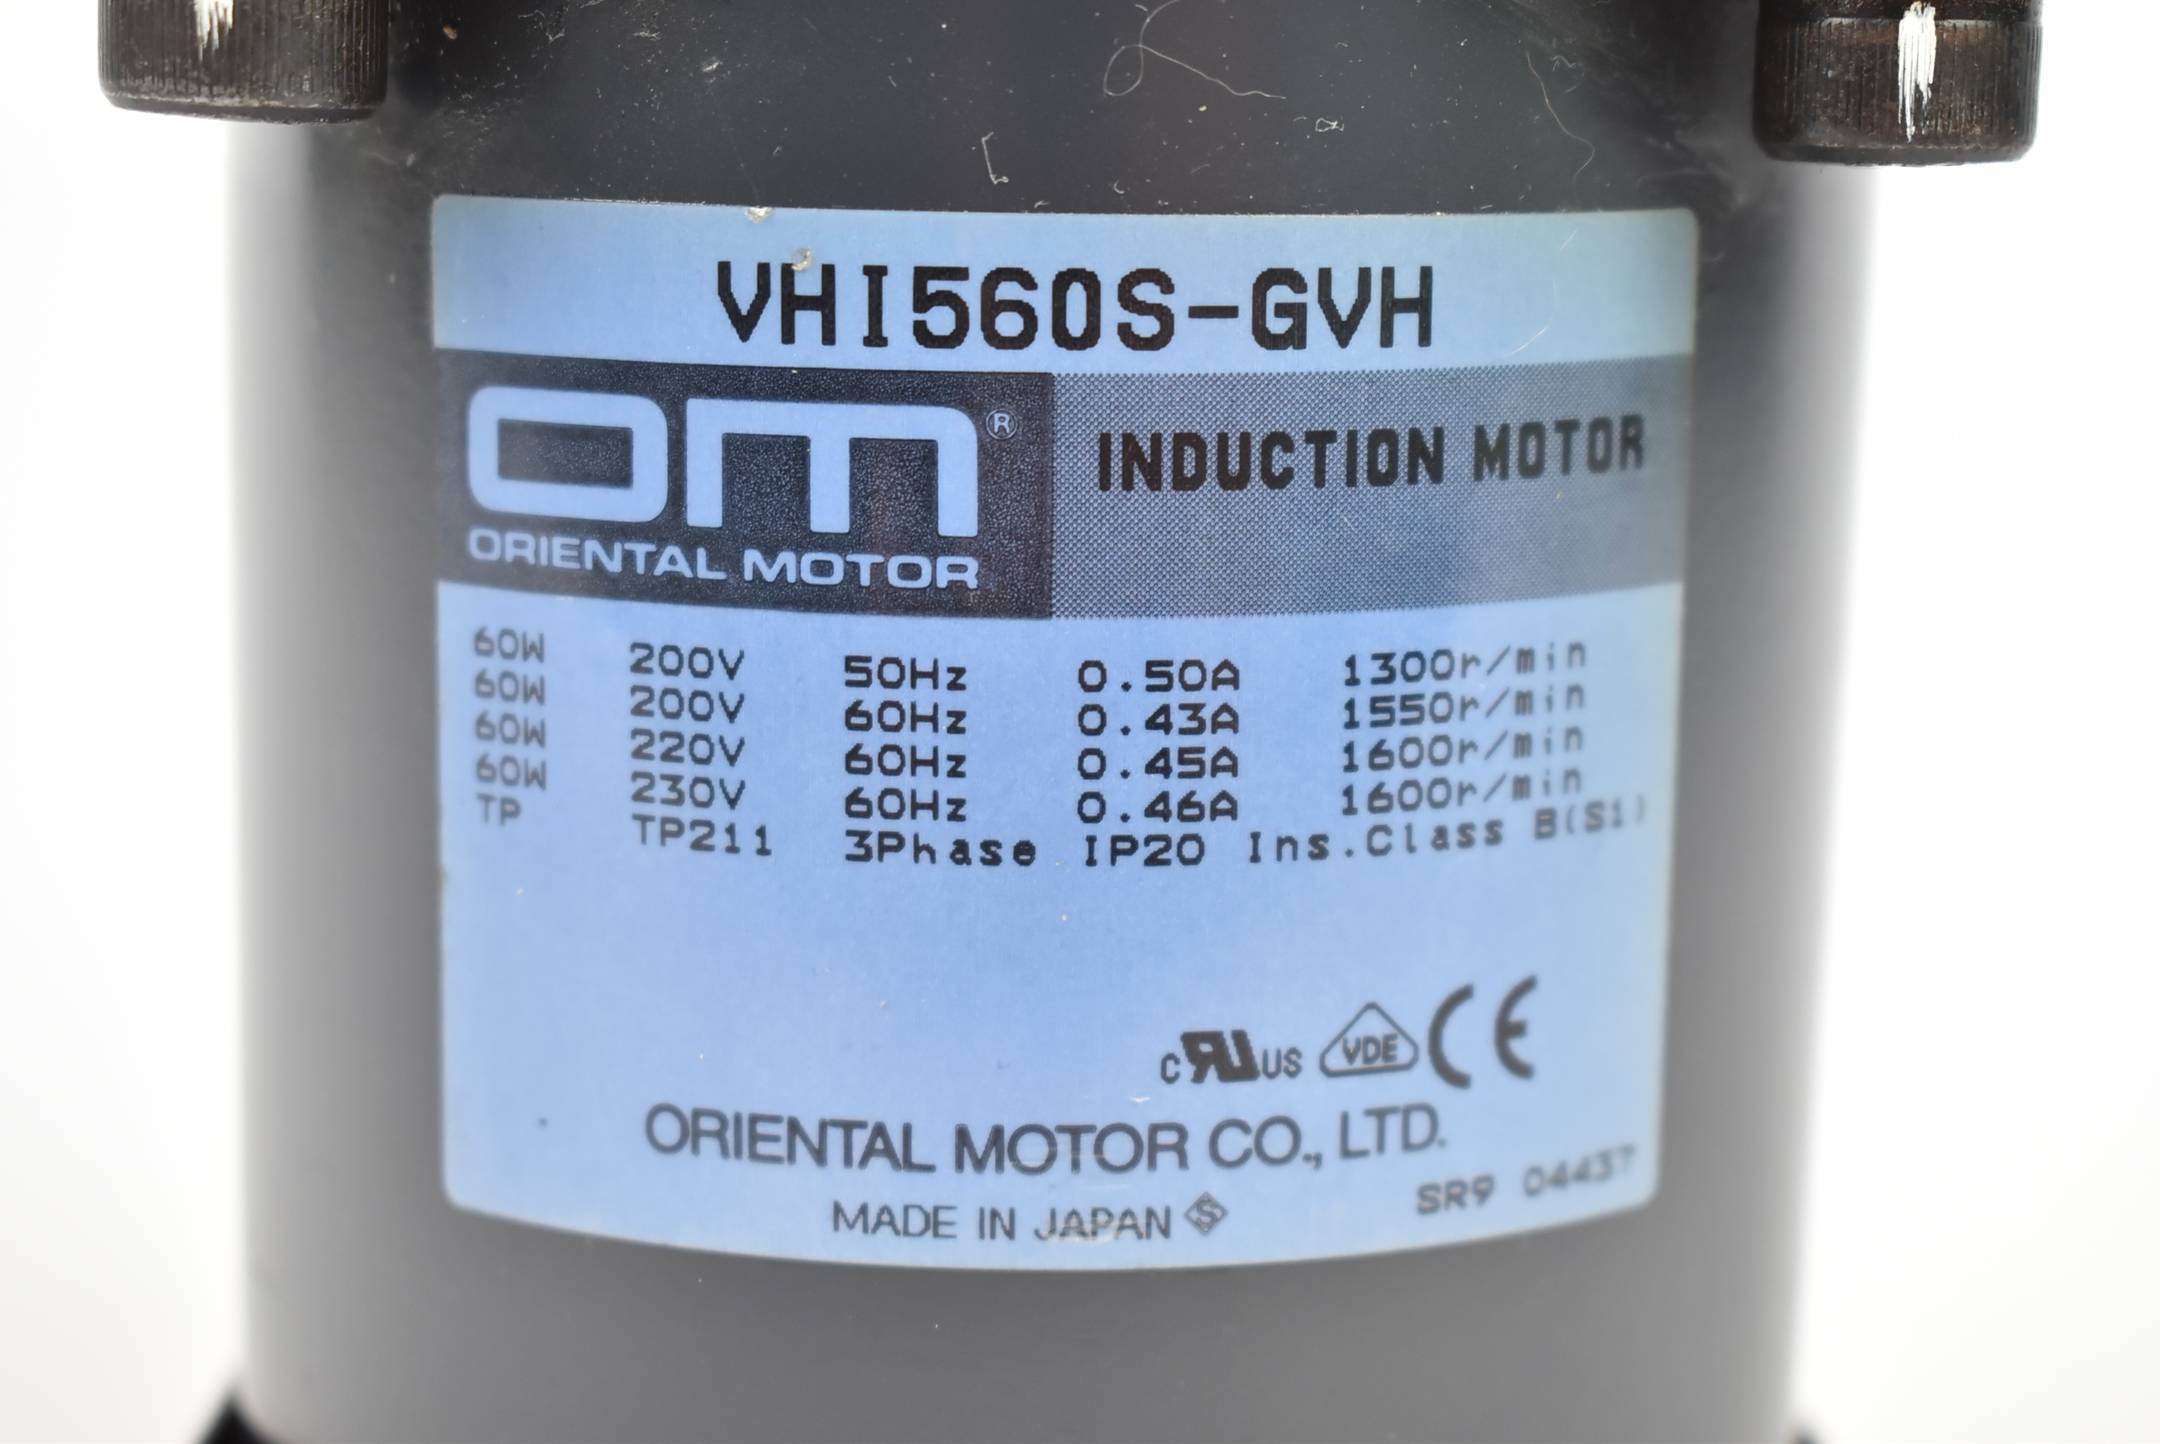 VHI560S-GVH
om®
ORIENTAL MOTOR
INDUCTION MOTOR
60W 200V 50Hz 0.50A 1300r/min
60W 200V 60Hz 0.43A 1550r/min
60W 220V 60Hz 0.45A 1600r/min
60W 230V 60Hz 0.46A 1600r/min
TP TP211 3Phase IP20 Ins.Class B(S1)
c RU US VDE CE
ORIENTAL MOTOR CO., LTD.
MADE IN JAPAN S
SR9 04437